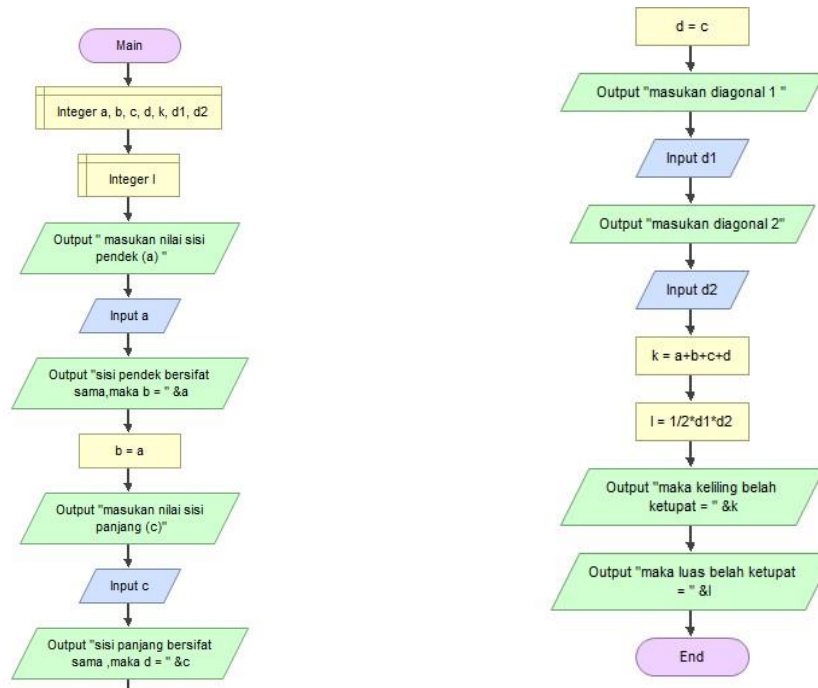 Main
Integer a, b, c, d, k, d1, d2
Integer l
Output " masukan nilai sisi
pendek (a) "
Input a
Output "sisi pendek bersifat
sama,maka b = " &a
b = a
Output "masukan nilai sisi
panjang (c)"
Input c
Output "sisi panjang bersifat
sama ,maka d = " &c
d = c
Output "masukan diagonal 1 "
Input d1
Output "masukan diagonal 2"
Input d2
k = a+b+c+d
l = 1/2*d1*d2
Output "maka keliling belah
ketupat = " &k
Output "maka luas belah ketupat
= " &l
End